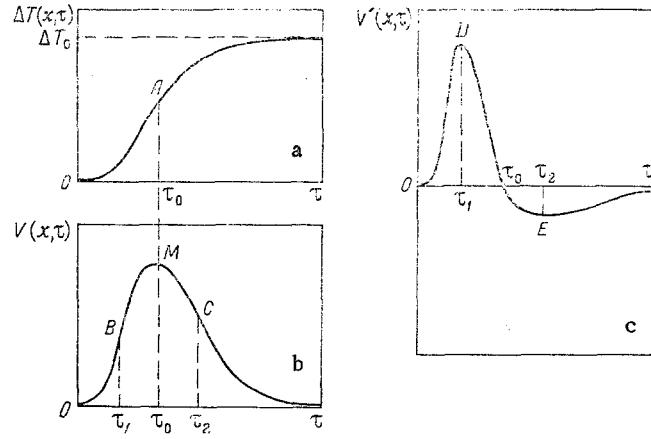 ΔT(x,τ)
ΔT₀
A
a
0
τ₀
τ
V(x,τ)
M
B
C
b
0
τ₁
τ₀
τ₂
τ
V′(x,τ)
D
0
τ₁
τ₀
τ₂
τ
E
c